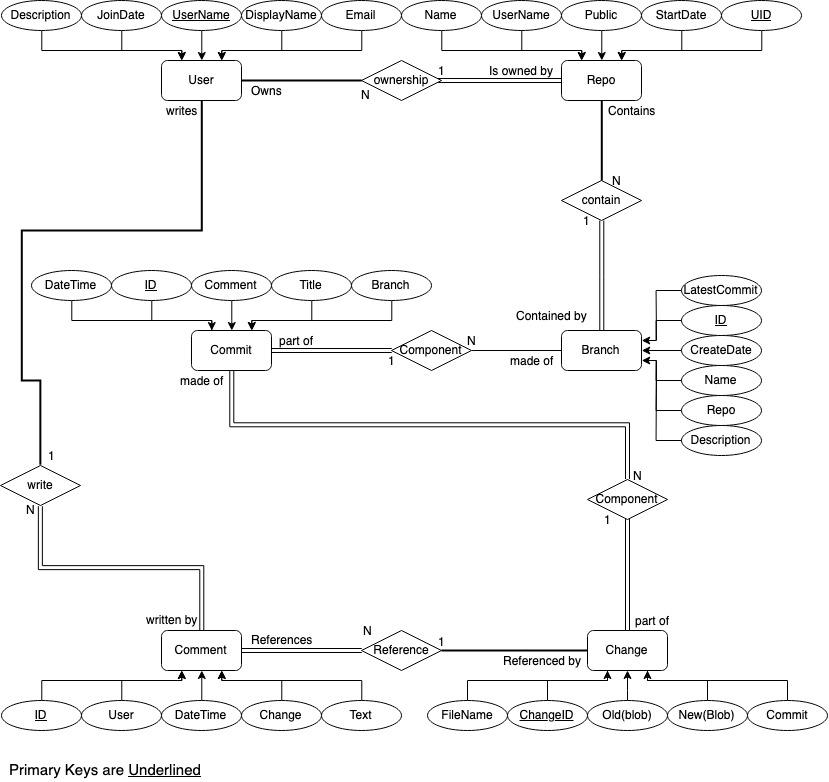 Description JoinDate UserName DisplayName Email Name UserName Public StartDate UID
User ownership Repo
Owns 1 Is owned by
N
writes Contains
N
contain
1
DateTime ID Comment Title Branch
LatestCommit
Contained by ID
Commit part of Component N Branch CreateDate
1 made of
made of Name
Repo
Description
1
write N
Component
N 1
written by part of
Comment References N Reference 1 Change
Referenced by
ID User DateTime Change Text FileName ChangeID Old(blob) New(Blob) Commit
Primary Keys are Underlined